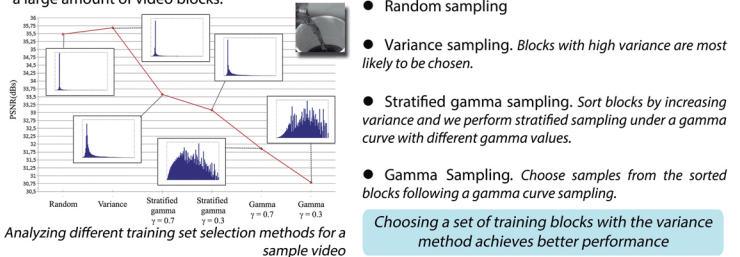 a large amount of video blocks.
36
35,75
35,5
35,25
35
34,75
34,5
34,25
34
33,75
33,5
33,25
33
32,75
32,5
32,25
32
31,75
31,5
31,25
31
30,75
30,5
PSNR(dBs)
Random
Variance
Stratified
gamma
γ = 0.7
Stratified
gamma
γ = 0.3
Gamma
γ = 0.7
Gamma
γ = 0.3
Analyzing different training set selection methods for a
sample video
● Random sampling
● Variance sampling. Blocks with high variance are most
likely to be chosen.
● Stratified gamma sampling. Sort blocks by increasing
variance and we perform stratified sampling under a gamma
curve with different gamma values.
● Gamma Sampling. Choose samples from the sorted
blocks following a gamma curve sampling.
Choosing a set of training blocks with the variance
method achieves better performance